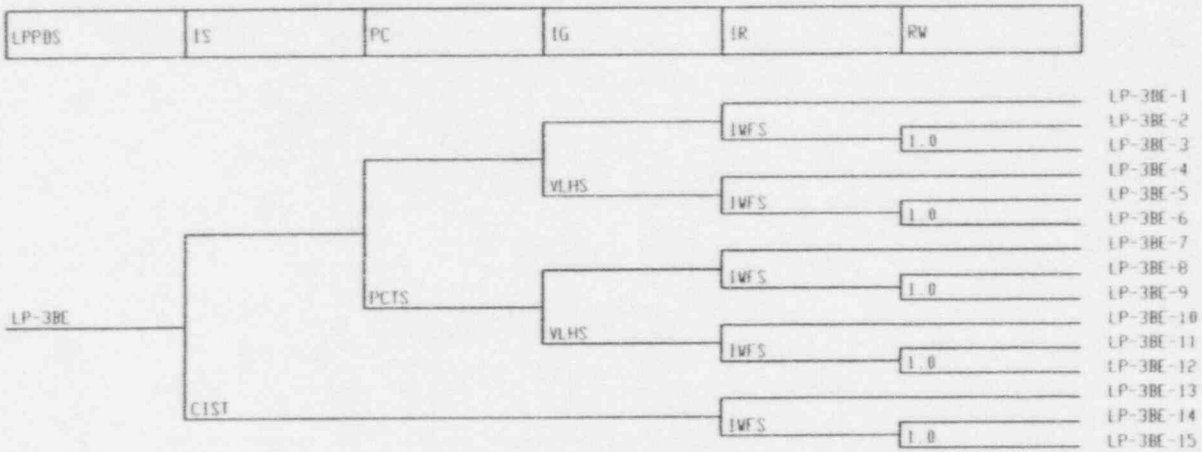 LPPDS IS PC IG IR RW
LP-3BE-1
IWFS LP-3BE-2
1.0 LP-3BE-3
LP-3BE-4
VLHS IWFS LP-3BE-5
1.0 LP-3BE-6
LP-3BE-7
IWFS LP-3BE-8
PCTS 1.0 LP-3BE-9
LP-3BE LP-3BE-10
VLHS IWFS LP-3BE-11
1.0 LP-3BE-12
LP-3BE-13
CIST IWFS LP-3BE-14
1.0 LP-3BE-15